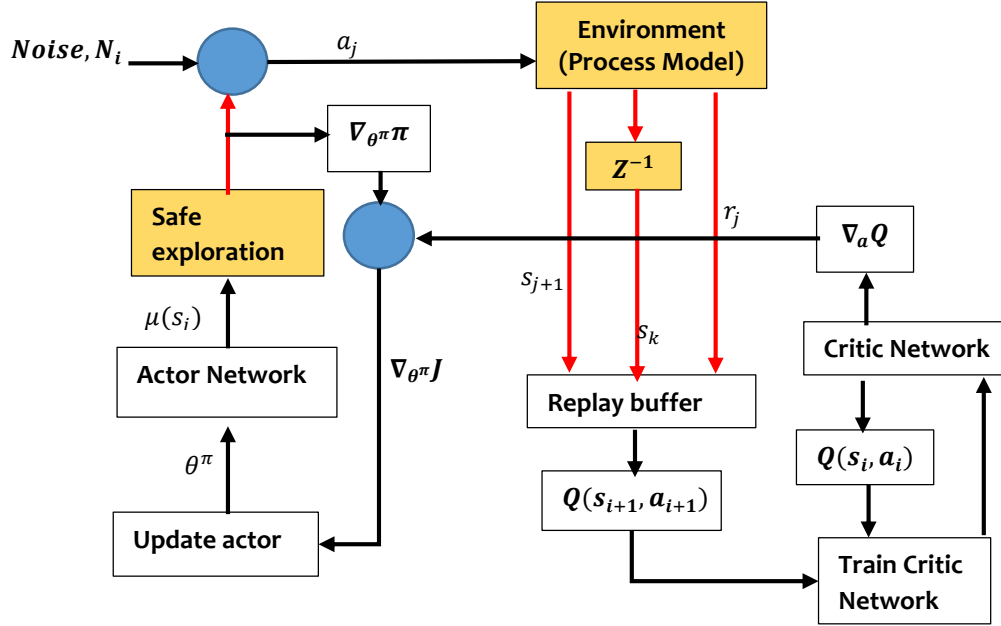 Noise, N_i
a_j
Environment
(Process Model)
∇_{θ^π} π
Z^{−1}
Safe
exploration
r_j
∇_a Q
s_{j+1}
μ(s_i)
s_k
Critic Network
Actor Network
∇_{θ^π} J
Replay buffer
Q(s_i, a_i)
θ^π
Q(s_{i+1}, a_{i+1})
Update actor
Train Critic
Network